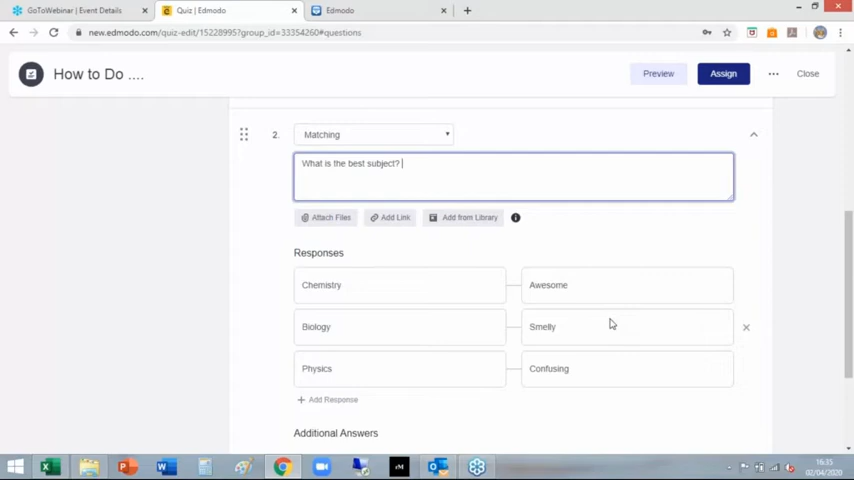 GoToWebinar | Event Details
Quiz | Edmodo
Edmodo
new.edmodo.com/quiz-edit/15228995?group_id=33354260#questions
How to Do ....
Preview
Assign
Close
2.
Matching
What is the best subject?
Attach Files
Add Link
Add from Library
Responses
Chemistry
Awesome
Biology
Smelly
Physics
Confusing
+ Add Response
Additional Answers
16:35
02/04/2020